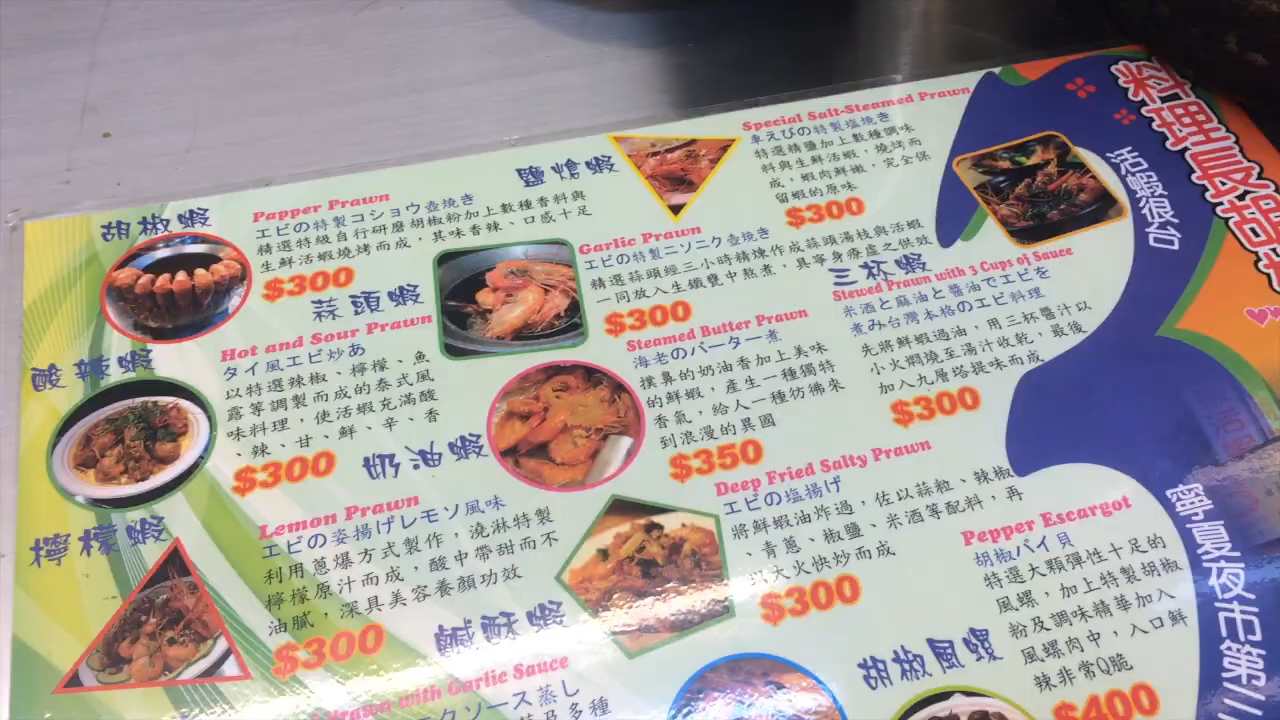 胡椒蝦
Papper Prawn
エビの特製コショウ壺焼き
精選特級自行研磨胡椒粉加上數種香料與
生鮮活蝦燒烤而成，其味香辣、口感十足
$300
鹽熗蝦
Special Salt-Steamed Prawn
車えびの特製塩焼き
特選精鹽加上數種調味
料與生鮮活蝦，燒烤而
成，蝦肉鮮嫩，完全保
留蝦的原味
$300
蒜頭蝦
Garlic Prawn
エビの特製ニソニク壺焼き
精選蒜頭經三小時精煉作成蒜頭湯枝與活蝦
一同放入生鐵甕中熬煮，具寧身療虛之供效
$300
酸辣蝦
Hot and Sour Prawn
タイ風エビ炒あ
以特選辣椒、檸檬、魚
露等調製而成的泰式風
味料理，使活蝦充滿酸
、辣、甘、鮮、辛、香
$300
奶油蝦
Steamed Butter Prawn
海老のバーター煮
撲鼻的奶油香加上美味
的鮮蝦，產生一種獨特
香氣，給人一種彷彿來
到浪漫的異國
$350
三杯蝦
Stewed Prawn with 3 Cups of Sauce
米酒と麻油と醬油でエビを
煮み台灣本格のエビ料理
先將鮮蝦過油，用三杯醬汁以
小火燜燒至湯汁收乾，最後
加入九層塔提味而成
$300
檸檬蝦
Lemon Prawn
エビの姿揚げレモソ風味
利用蔥爆方式製作，澆淋特製
檸檬原汁而成，酸中帶甜而不
油膩，深具美容養顏功效
$300
鹹酥蝦
Deep Fried Salty Prawn
エビの塩揚げ
將鮮蝦油炸過，佐以蒜粒、辣椒
青蔥、椒鹽、米酒等配料，再
以大火快炒而成
$300
胡椒風螺
Pepper Escargot
胡椒バイ貝
特選大顆彈性十足的
風螺，加上特製胡椒
粉及調味精華加入
風螺肉中，入口鮮
辣非常Q脆
$400
Prawn with Garlic Sauce
ークソース蒸し
及多種
料理長胡
活蝦很台
寧夏夜市第